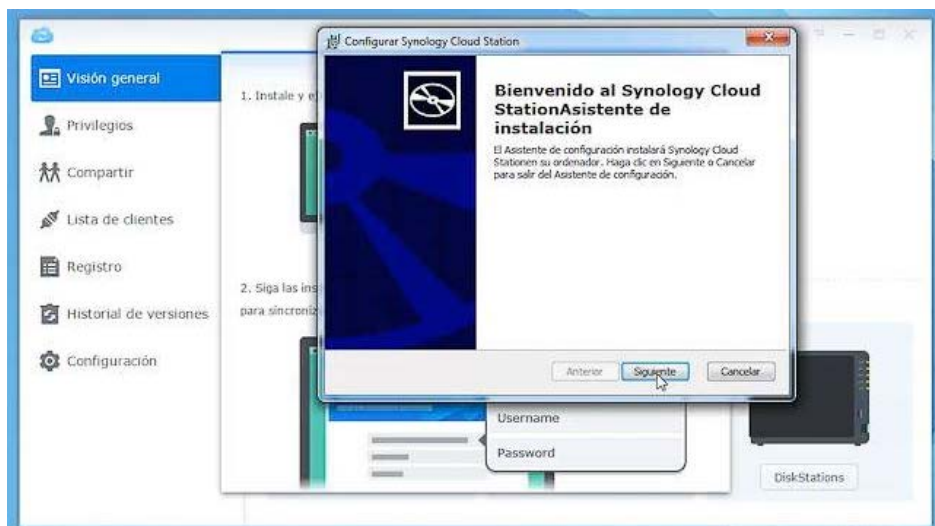 Configurar Synology Cloud Station
Visión general
Privilegios
Compartir
Lista de clientes
Registro
Historial de versiones
Configuración
1. Instale y
2. Siga las
para
Bienvenido al Synology Cloud
StationAsistente de
instalación
El Asistente de configuración instalará Synology Cloud
Stationen su ordenador. Haga clic en Siguiente o Cancelar
para salir del Asistente de configuración.
Anterior
Siguiente
Cancelar
Username
Password
DiskStations